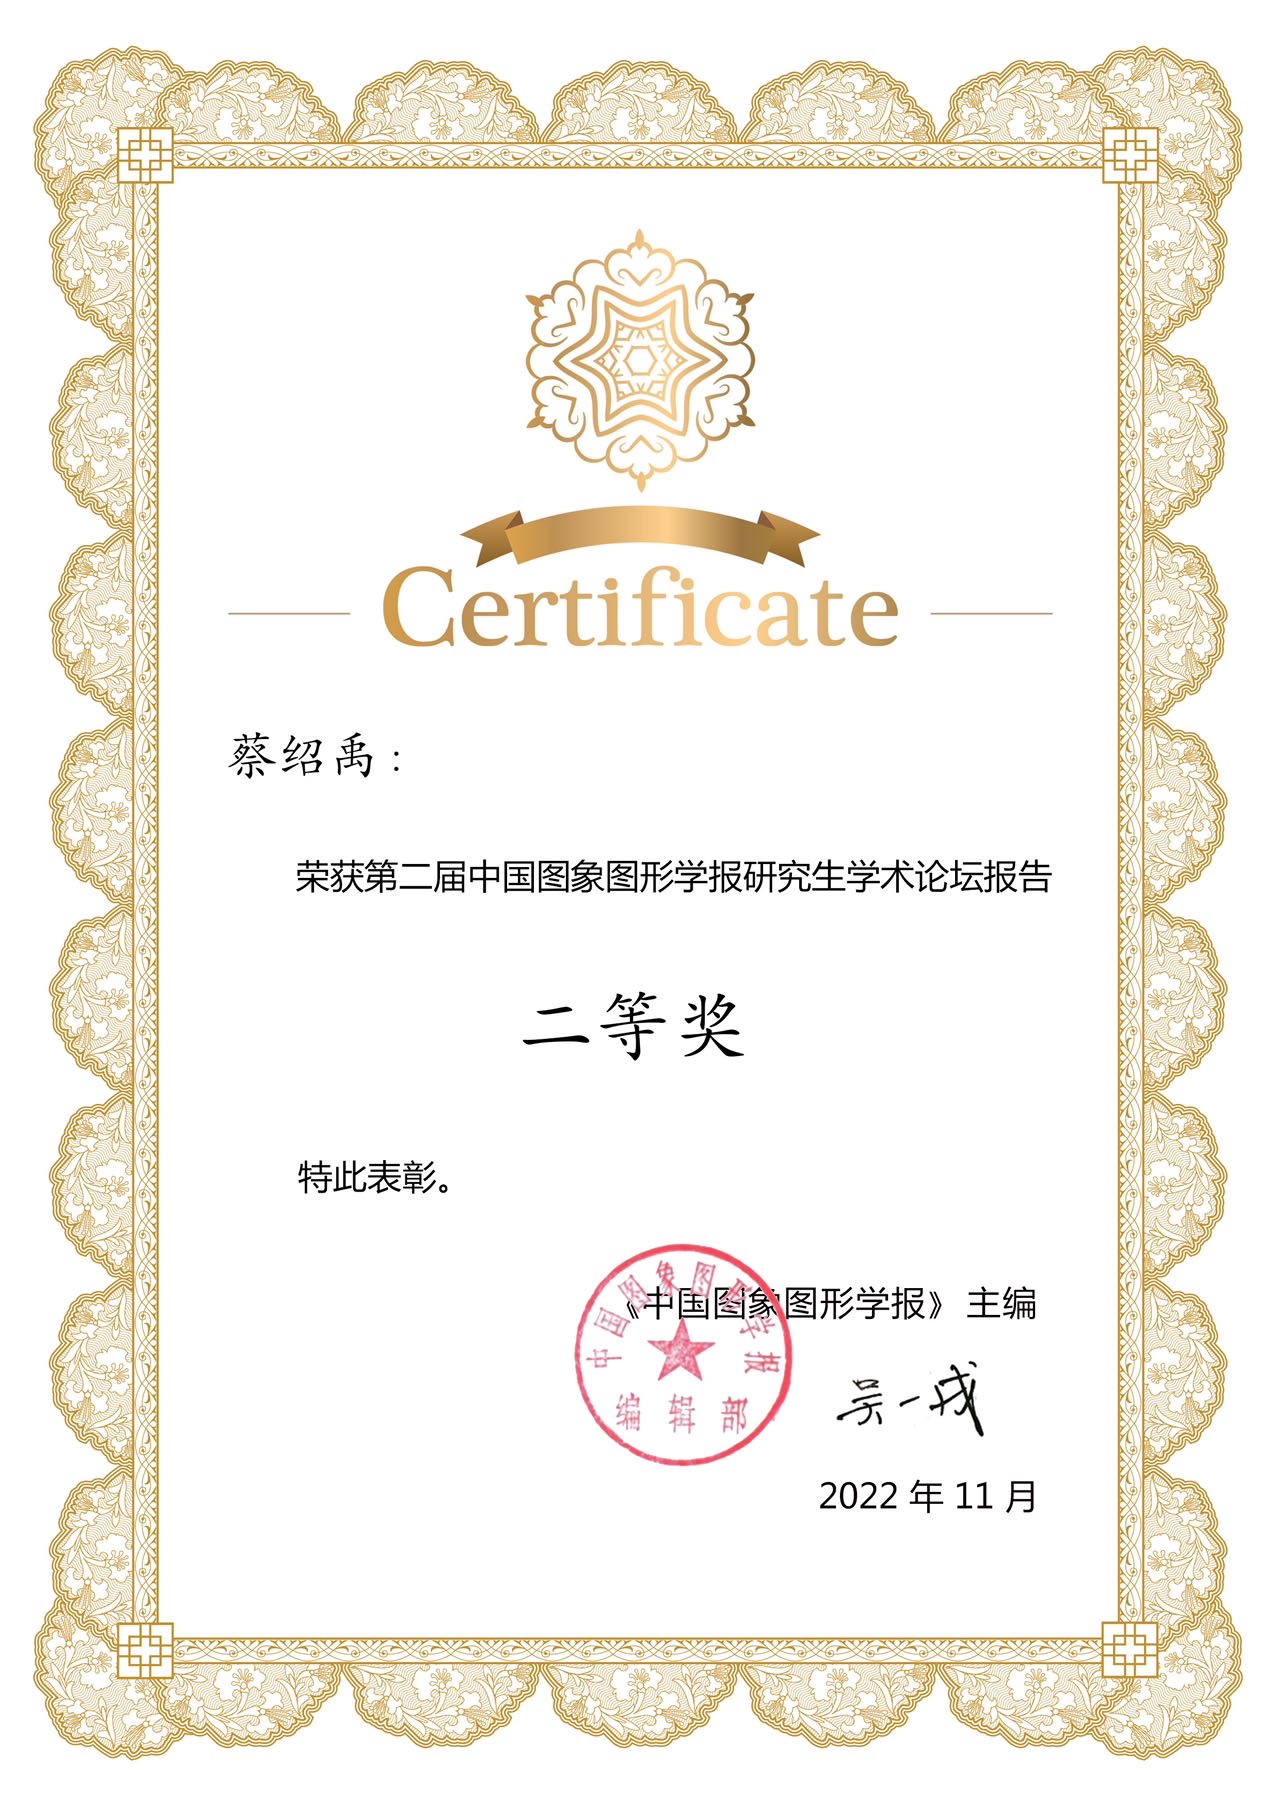 Certificate
蔡绍禹：
荣获第二届中国图象图形学报研究生学术论坛报告
二等奖
特此表彰。
《中国图象图形学报》 主编
中国图象图形学报
编辑部
吴一戎
2022 年 11 月